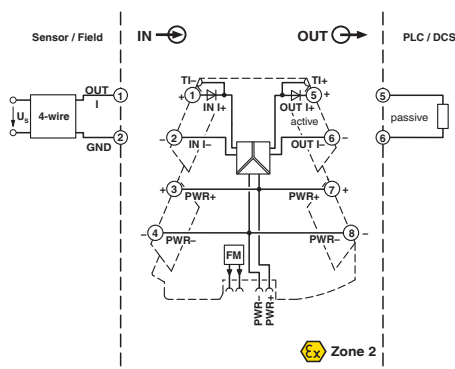 Sensor / Field
IN
OUT
PLC / DCS
TI–
TI+
OUT
I
1
+ 1
5 +
5
IN I+
OUT I+
U_S
4-wire
active
passive
2
GND
– 2
IN I–
OUT I–
6 –
6
+ 3
PWR+
PWR+
7 +
– 4
PWR–
PWR–
8 –
FM
PWR–
PWR+
Ex Zone 2